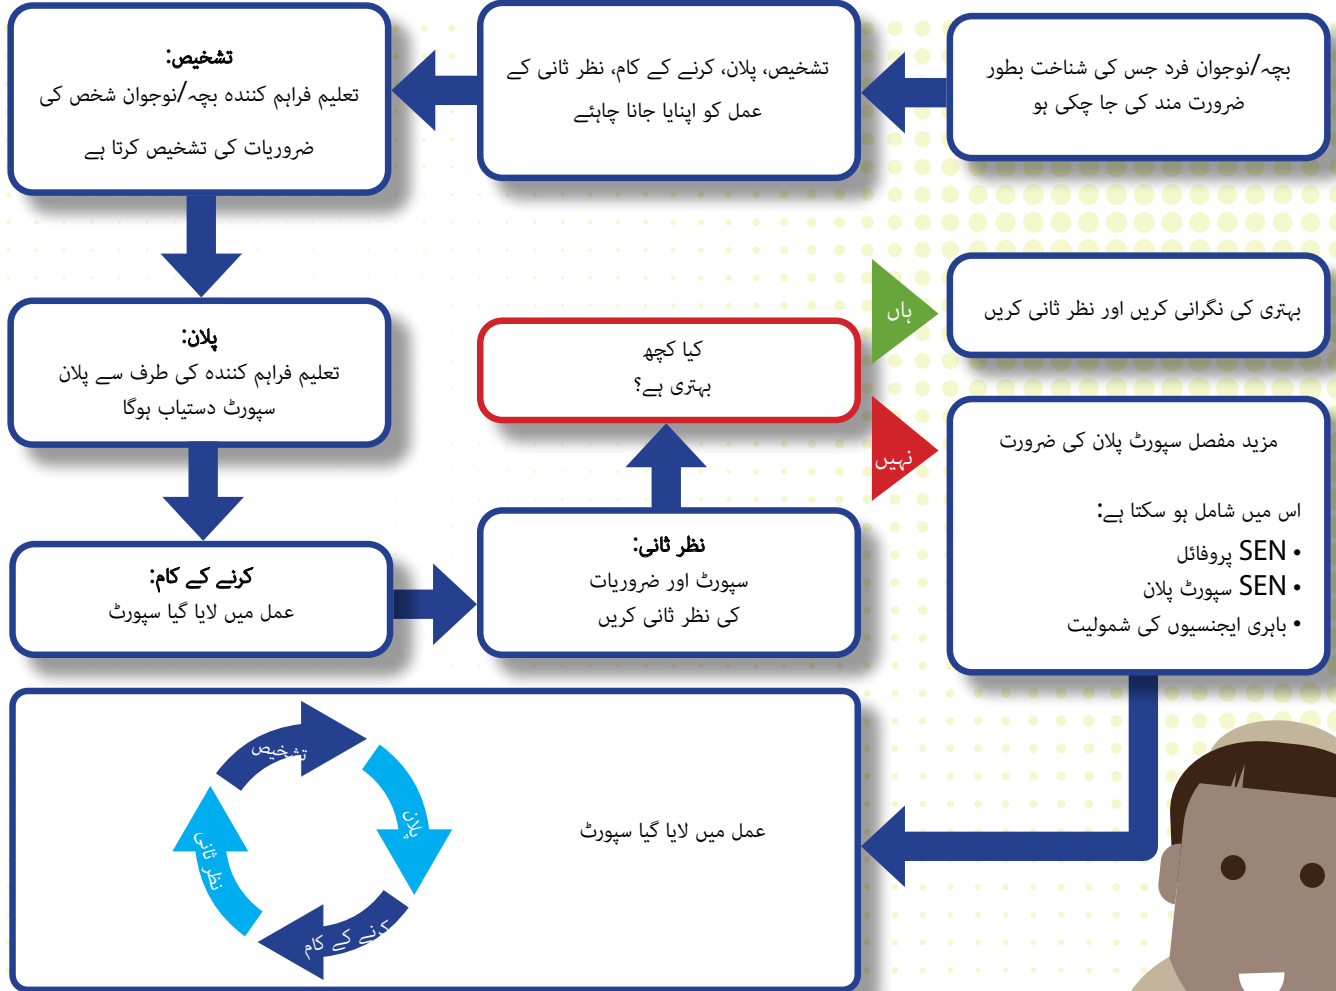 بچہ/نوجوان فرد جس کی شناخت بطور
ضرورت مند کی جا چکی ہو
تشخیص، پلان، کرنے کے کام، نظر ثانی کے
عمل کو اپنایا جانا چاہئے
تشخیص:
تعلیم فراہم کنندہ بچہ/نوجوان شخص کی
ضروریات کی تشخیص کرتا ہے
پلان:
تعلیم فراہم کنندہ کی طرف سے پلان
سپورٹ دستیاب ہوگا
کرنے کے کام:
عمل میں لایا گیا سپورٹ
نظر ثانی:
سپورٹ اور ضروریات
کی نظر ثانی کریں
کیا کچھ
بہتری ہے؟
ہاں
بہتری کی نگرانی کریں اور نظر ثانی کریں
نہیں
مزید مفصل سپورٹ پلان کی ضرورت
اس میں شامل ہو سکتا ہے:
• SEN پروفائل
• SEN سپورٹ پلان
• باہری ایجنسیوں کی شمولیت
عمل میں لایا گیا سپورٹ
تشخیص
پلان
کرنے کے کام
نظر ثانی